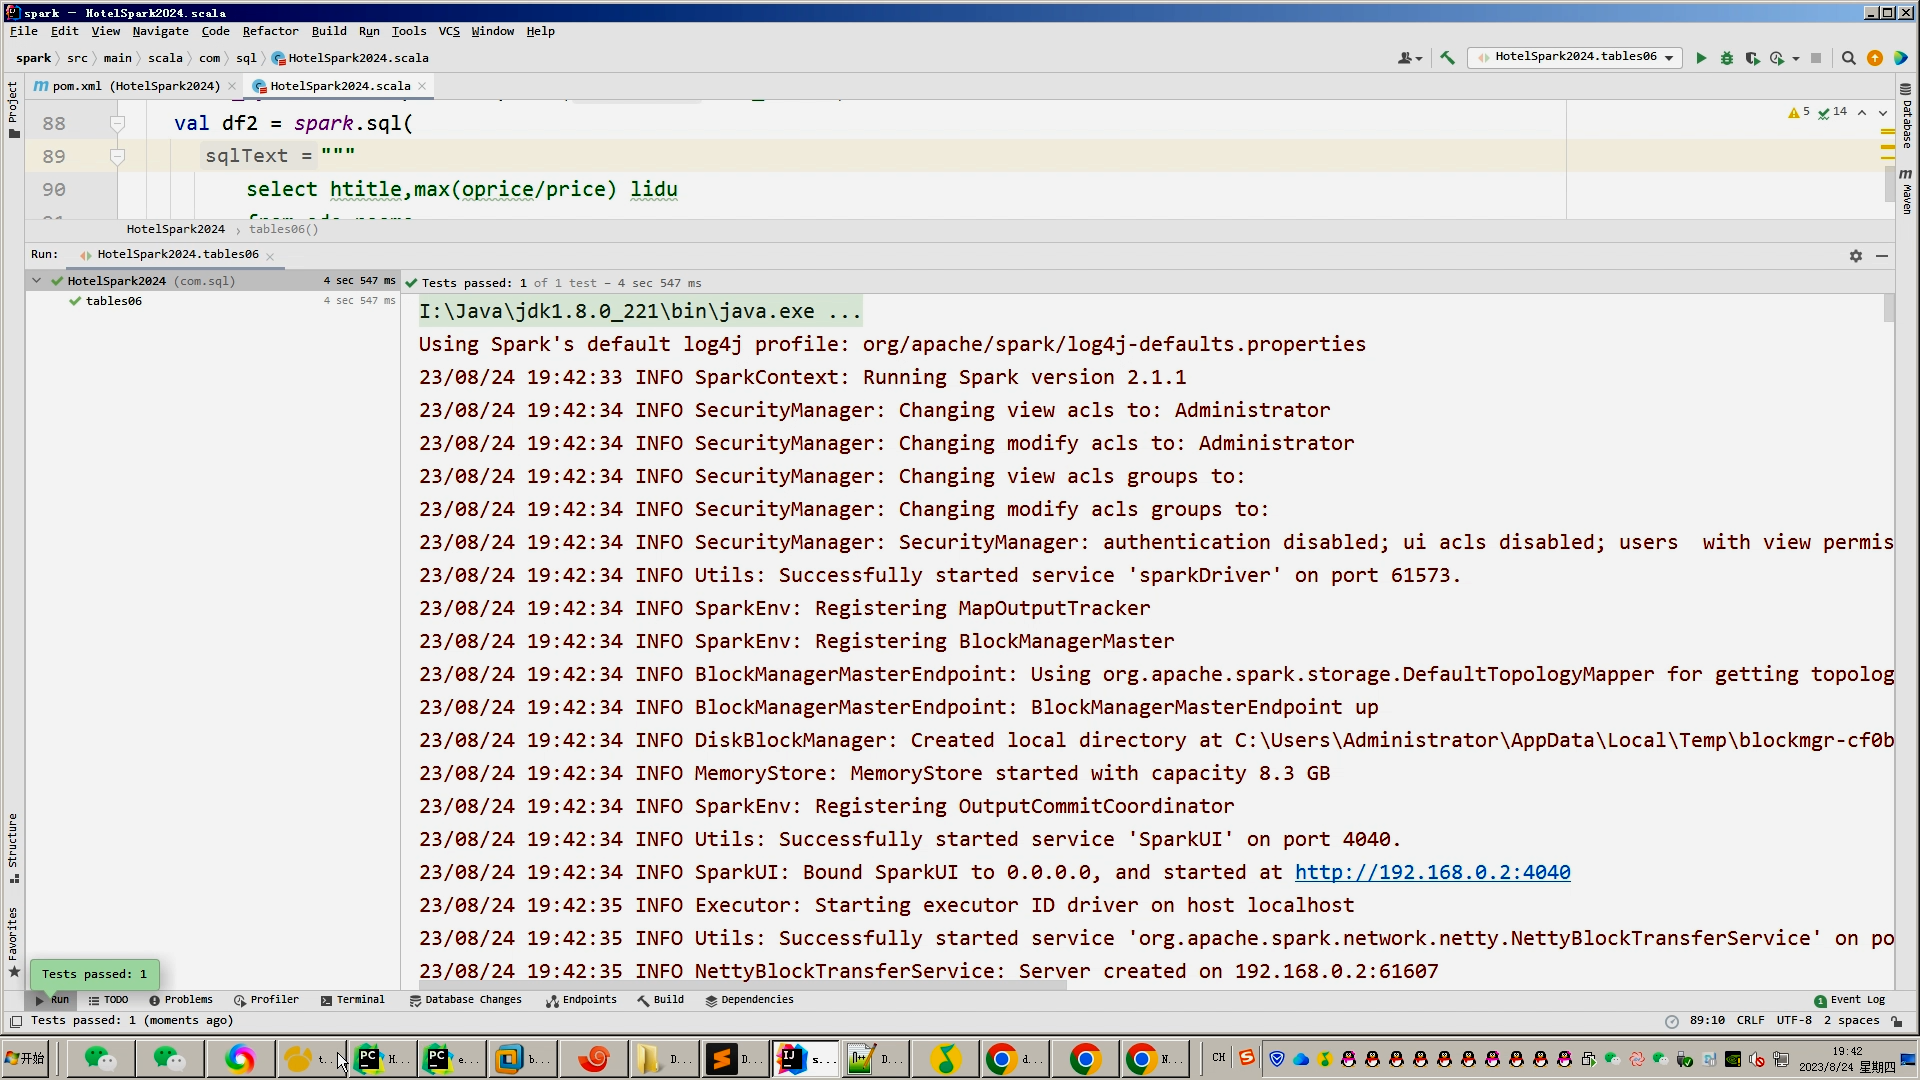 spark — HotelSpark2024.scala
File Edit View Navigate Code Refactor Build Run Tools VCS Window Help
spark src main scala com sql HotelSpark2024.scala
HotelSpark2024.tables06
Project
pom.xml (HotelSpark2024)
HotelSpark2024.scala
Database
88 val df2 = spark.sql(
5 14
89 sqlText = """
90 select htitle,max(oprice/price) lidu
Maven
HotelSpark2024 tables06()
Run: HotelSpark2024.tables06
HotelSpark2024 (com.sql) 4 sec 547 ms
Tests passed: 1 of 1 test – 4 sec 547 ms
tables06 4 sec 547 ms
I:\Java\jdk1.8.0_221\bin\java.exe ...
Using Spark's default log4j profile: org/apache/spark/log4j-defaults.properties
23/08/24 19:42:33 INFO SparkContext: Running Spark version 2.1.1
23/08/24 19:42:34 INFO SecurityManager: Changing view acls to: Administrator
23/08/24 19:42:34 INFO SecurityManager: Changing modify acls to: Administrator
23/08/24 19:42:34 INFO SecurityManager: Changing view acls groups to:
23/08/24 19:42:34 INFO SecurityManager: Changing modify acls groups to:
23/08/24 19:42:34 INFO SecurityManager: SecurityManager: authentication disabled; ui acls disabled; users  with view permis
23/08/24 19:42:34 INFO Utils: Successfully started service 'sparkDriver' on port 61573.
23/08/24 19:42:34 INFO SparkEnv: Registering MapOutputTracker
23/08/24 19:42:34 INFO SparkEnv: Registering BlockManagerMaster
23/08/24 19:42:34 INFO BlockManagerMasterEndpoint: Using org.apache.spark.storage.DefaultTopologyMapper for getting topolog
23/08/24 19:42:34 INFO BlockManagerMasterEndpoint: BlockManagerMasterEndpoint up
23/08/24 19:42:34 INFO DiskBlockManager: Created local directory at C:\Users\Administrator\AppData\Local\Temp\blockmgr-cf0b
23/08/24 19:42:34 INFO MemoryStore: MemoryStore started with capacity 8.3 GB
23/08/24 19:42:34 INFO SparkEnv: Registering OutputCommitCoordinator
23/08/24 19:42:34 INFO Utils: Successfully started service 'SparkUI' on port 4040.
23/08/24 19:42:34 INFO SparkUI: Bound SparkUI to 0.0.0.0, and started at http://192.168.0.2:4040
23/08/24 19:42:35 INFO Executor: Starting executor ID driver on host localhost
23/08/24 19:42:35 INFO Utils: Successfully started service 'org.apache.spark.network.netty.NettyBlockTransferService' on po
23/08/24 19:42:35 INFO NettyBlockTransferService: Server created on 192.168.0.2:61607
Structure
Favorites
Tests passed: 1
Run TODO Problems Profiler Terminal Database Changes Endpoints Build Dependencies
1 Event Log
Tests passed: 1 (moments ago)
89:10 CRLF UTF-8 2 spaces
开始 t... H... e... b... D... D... s... D... d... N...
CH
19:42
2023/8/24 星期四